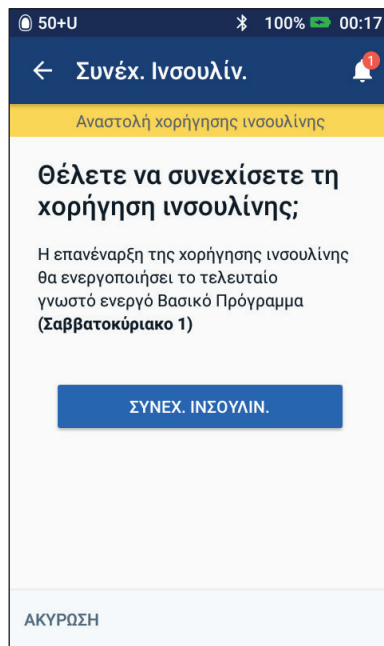 50+U 100% 00:17
Συνέχ. Ινσουλίν. 1
Αναστολή χορήγησης ινσουλίνης
Θέλετε να συνεχίσετε τη
χορήγηση ινσουλίνης;
Η επανέναρξη της χορήγησης ινσουλίνης
θα ενεργοποιήσει το τελευταίο
γνωστό ενεργό Βασικό Πρόγραμμα
(Σαββατοκύριακο 1)
ΣΥΝΕΧ. ΙΝΣΟΥΛΙΝ.
ΑΚΥΡΩΣΗ